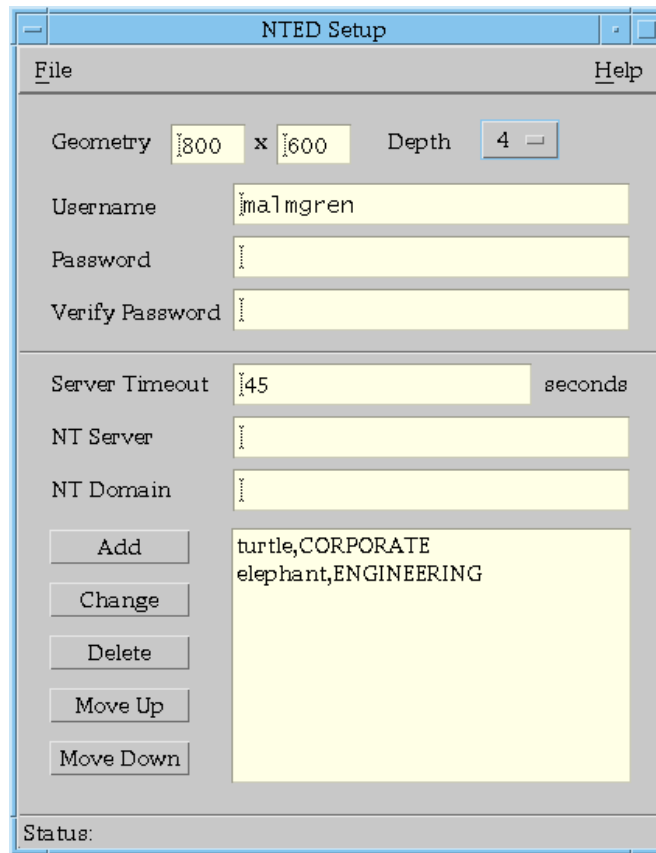 NTED Setup
File Help
Geometry 800 x 600 Depth 4
Username malmgren
Password
Verify Password
Server Timeout 45 seconds
NT Server
NT Domain
Add
Change
Delete
Move Up
Move Down
turtle,CORPORATE
elephant,ENGINEERING
Status: